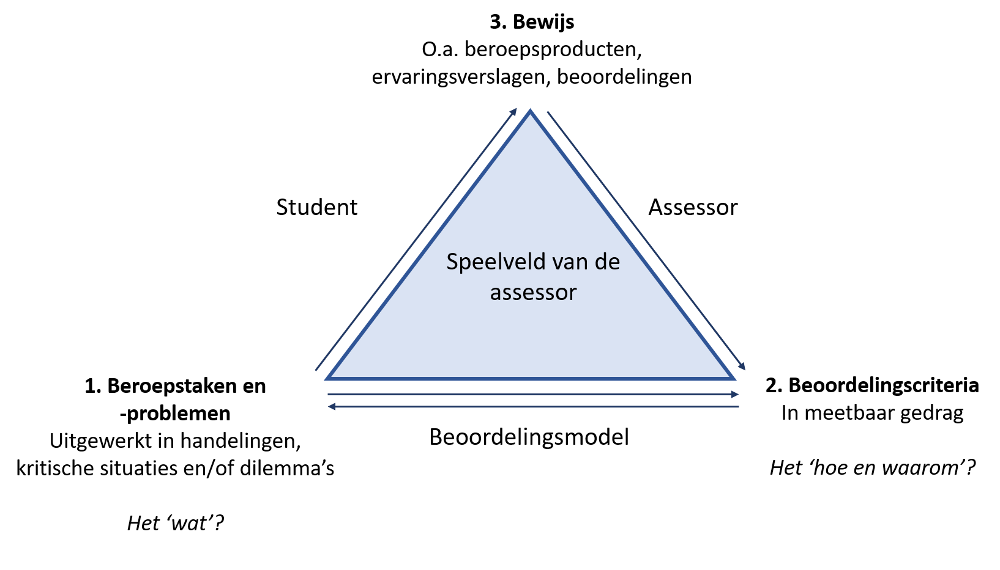 3. Bewijs
O.a. beroepsproducten,
ervaringsverslagen, beoordelingen
Student
Assessor
Speelveld van de
assessor
1. Beroepstaken en
-problemen
Uitgewerkt in handelingen,
kritische situaties en/of dilemma’s
Het ‘wat’?
2. Beoordelingscriteria
In meetbaar gedrag
Het ‘hoe en waarom’?
Beoordelingsmodel